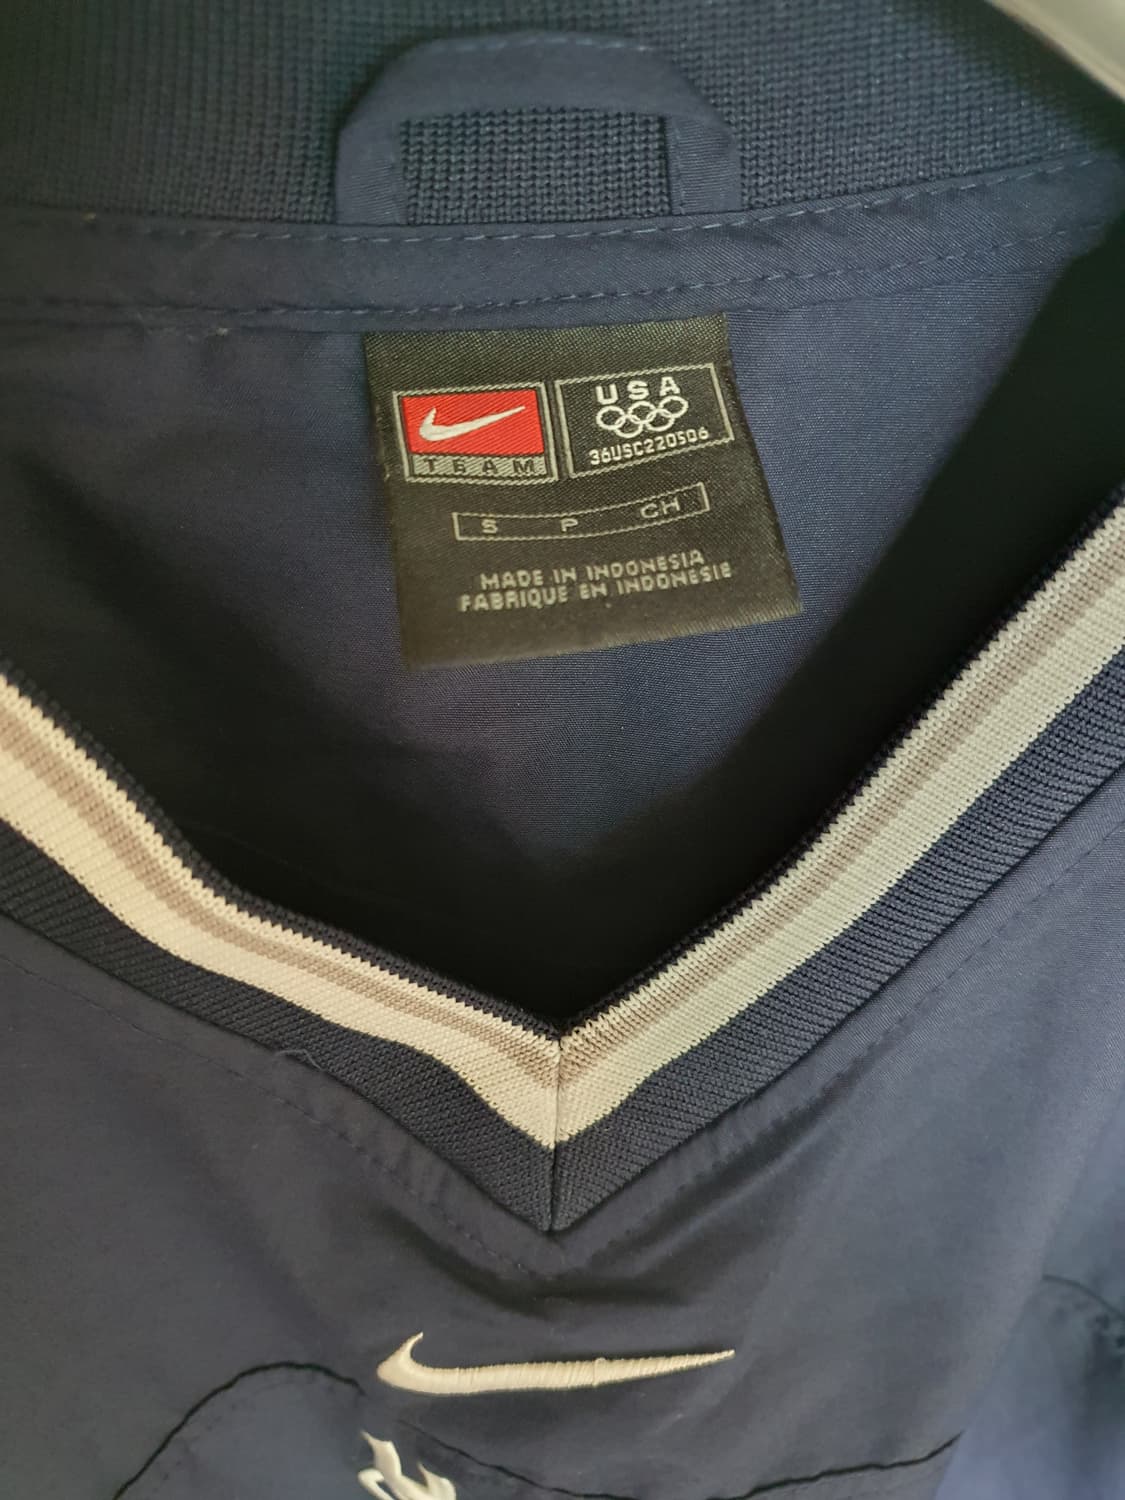 TEAM
USA
36USC220506
S P CH
MADE IN INDONESIA
FABRIQUE EN INDONESIE